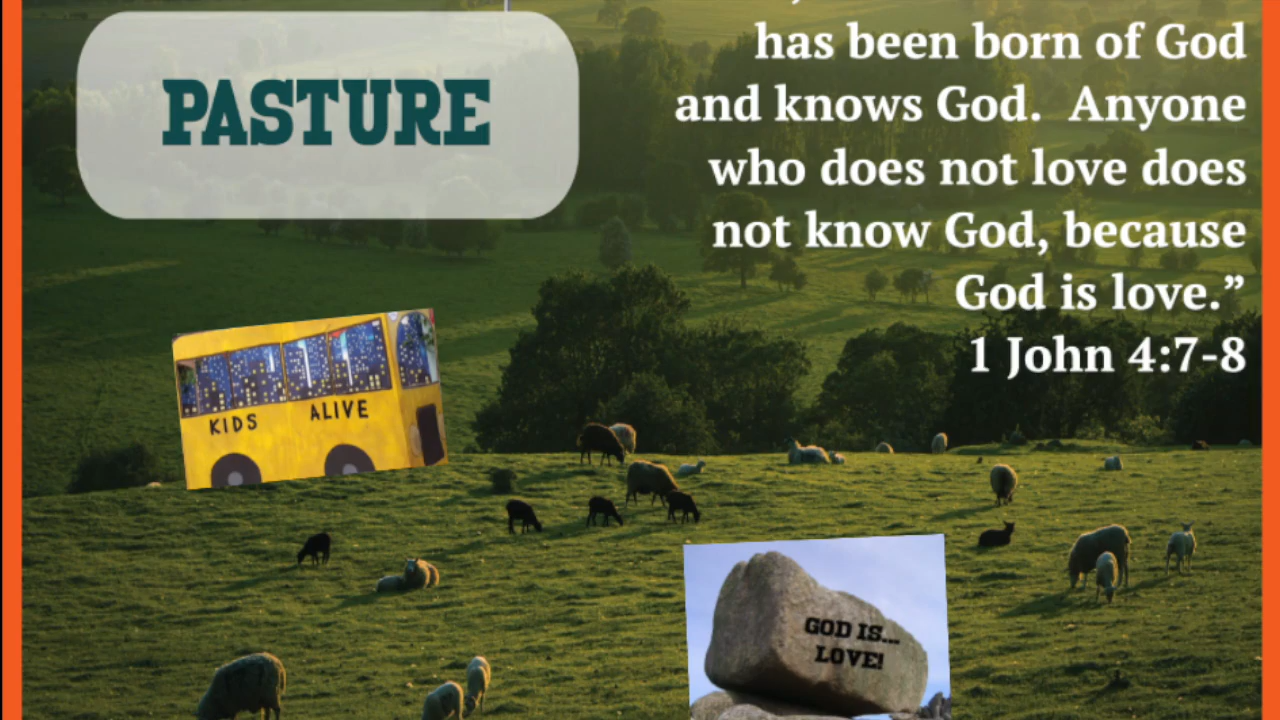 PASTURE
has been born of God
and knows God.  Anyone
who does not love does
not know God, because
God is love.”
1 John 4:7-8
KIDS ALIVE
GOD IS...
LOVE!